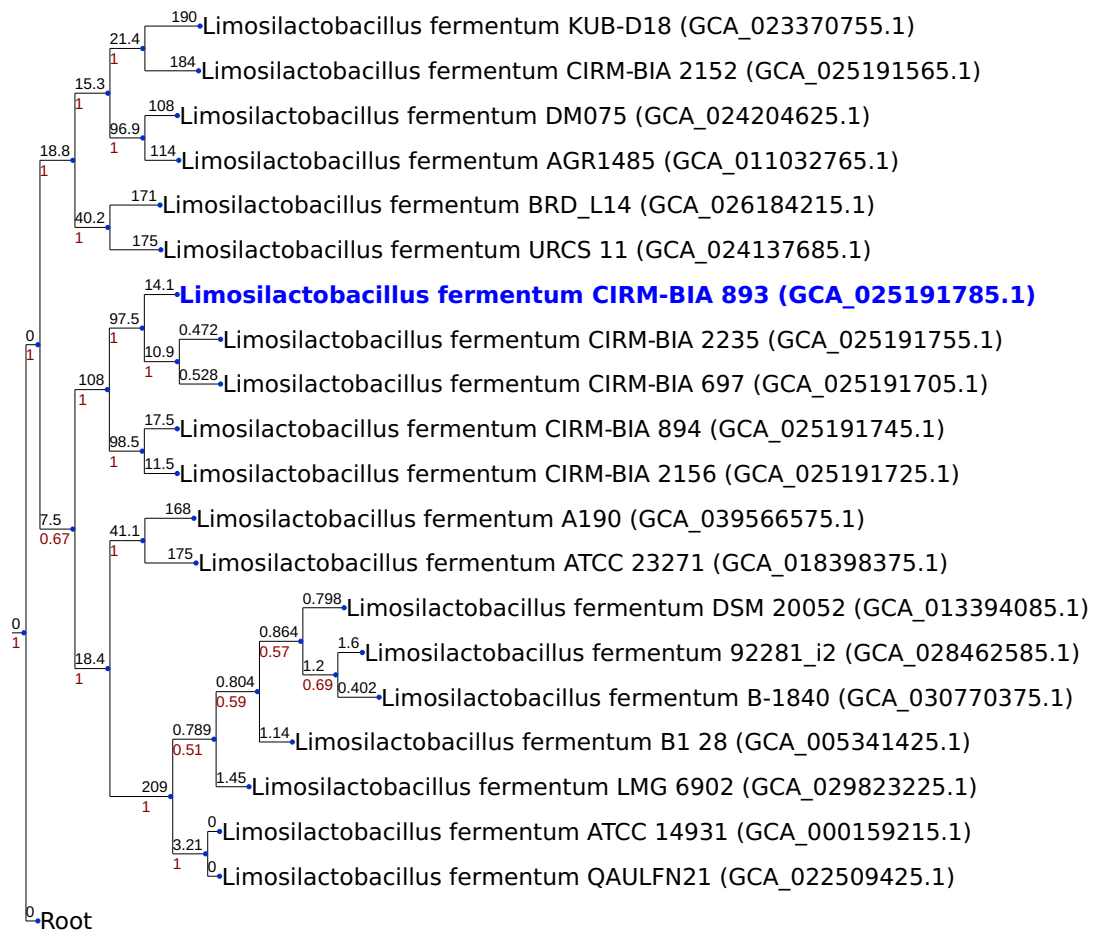 190
Limosilactobacillus fermentum KUB-D18 (GCA_023370755.1)
21.4
1
184
Limosilactobacillus fermentum CIRM-BIA 2152 (GCA_025191565.1)
15.3
1
108
Limosilactobacillus fermentum DM075 (GCA_024204625.1)
96.9
1
114
Limosilactobacillus fermentum AGR1485 (GCA_011032765.1)
18.8
1
171
Limosilactobacillus fermentum BRD_L14 (GCA_026184215.1)
40.2
1
175
Limosilactobacillus fermentum URCS 11 (GCA_024137685.1)
14.1
Limosilactobacillus fermentum CIRM-BIA 893 (GCA_025191785.1)
97.5
1
0.472
Limosilactobacillus fermentum CIRM-BIA 2235 (GCA_025191755.1)
0
1
10.9
1
0.528
Limosilactobacillus fermentum CIRM-BIA 697 (GCA_025191705.1)
108
1
17.5
Limosilactobacillus fermentum CIRM-BIA 894 (GCA_025191745.1)
98.5
1
11.5
Limosilactobacillus fermentum CIRM-BIA 2156 (GCA_025191725.1)
7.5
0.67
168
Limosilactobacillus fermentum A190 (GCA_039566575.1)
41.1
1
175
Limosilactobacillus fermentum ATCC 23271 (GCA_018398375.1)
0.798
Limosilactobacillus fermentum DSM 20052 (GCA_013394085.1)
0
1
0.864
0.57
1.6
Limosilactobacillus fermentum 92281_i2 (GCA_028462585.1)
18.4
1
1.2
0.69
0.402
Limosilactobacillus fermentum B-1840 (GCA_030770375.1)
0.804
0.59
1.14
Limosilactobacillus fermentum B1 28 (GCA_005341425.1)
0.789
0.51
1.45
Limosilactobacillus fermentum LMG 6902 (GCA_029823225.1)
209
1
0
Limosilactobacillus fermentum ATCC 14931 (GCA_000159215.1)
3.21
1
0
Limosilactobacillus fermentum QAULFN21 (GCA_022509425.1)
0
Root